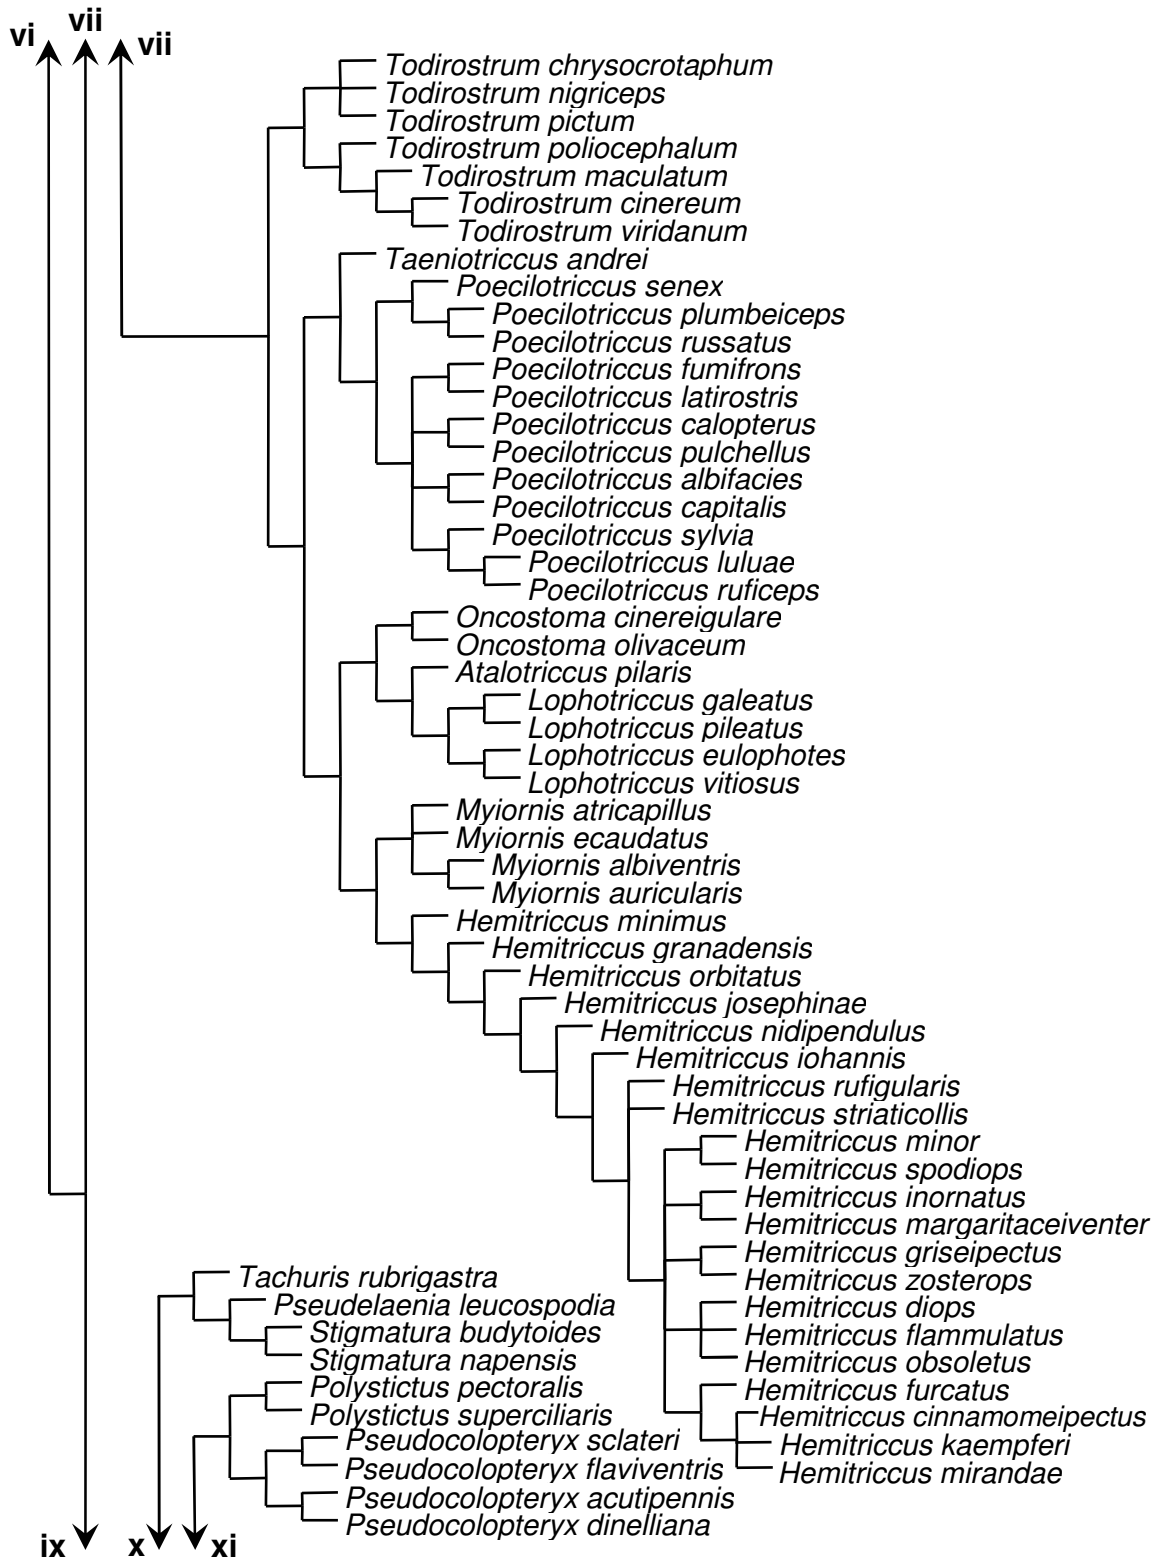 vi
vii
vii
Todirostrum chrysocrotaphum
Todirostrum nigriceps
Todirostrum pictum
Todirostrum poliocephalum
Todirostrum maculatum
Todirostrum cinereum
Todirostrum viridanum
Taeniotriccus andrei
Poecilotriccus senex
Poecilotriccus plumbeiceps
Poecilotriccus russatus
Poecilotriccus fumifrons
Poecilotriccus latirostris
Poecilotriccus calopterus
Poecilotriccus pulchellus
Poecilotriccus albifacies
Poecilotriccus capitalis
Poecilotriccus sylvia
Poecilotriccus luluae
Poecilotriccus ruficeps
Oncostoma cinereigulare
Oncostoma olivaceum
Atalotriccus pilaris
Lophotriccus galeatus
Lophotriccus pileatus
Lophotriccus eulophotes
Lophotriccus vitiosus
Myiornis atricapillus
Myiornis ecaudatus
Myiornis albiventris
Myiornis auricularis
Hemitriccus minimus
Hemitriccus granadensis
Hemitriccus orbitatus
Hemitriccus josephinae
Hemitriccus nidipendulus
Hemitriccus iohannis
Hemitriccus rufigularis
Hemitriccus striaticollis
Hemitriccus minor
Hemitriccus spodiops
Hemitriccus inornatus
Hemitriccus margaritaceiventer
Hemitriccus griseipectus
Hemitriccus zosterops
Hemitriccus diops
Hemitriccus flammulatus
Hemitriccus obsoletus
Hemitriccus furcatus
Hemitriccus cinnamomeipectus
Hemitriccus kaempferi
Hemitriccus mirandae
Tachuris rubrigastra
Pseudelaenia leucospodia
Stigmatura budytoides
Stigmatura napensis
Polystictus pectoralis
Polystictus superciliaris
Pseudocolopteryx sclateri
Pseudocolopteryx flaviventris
Pseudocolopteryx acutipennis
Pseudocolopteryx dinelliana
ix
x
xi